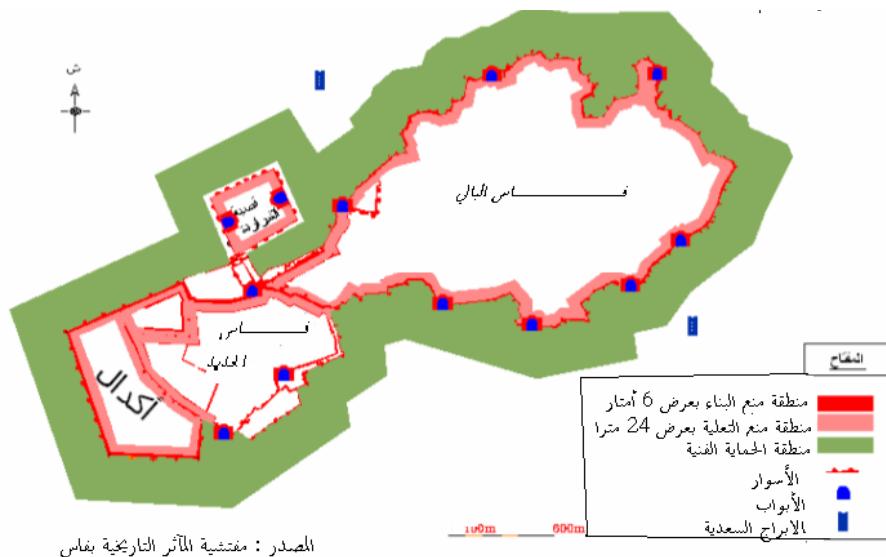 ش
قصبة
الشراردة
فـــــاس البالي
فـــــاس
الجديد
أكدال
المفتاح
منطقة منع البناء بعرض 6 أمتار
منطقة منع التعلية بعرض 24 مترا
منطقة الحماية الفنية
الأسوار
الأبواب
الابراج السعدية
100m 600m
المصدر : مفتشية المآثر التاريخية بفاس